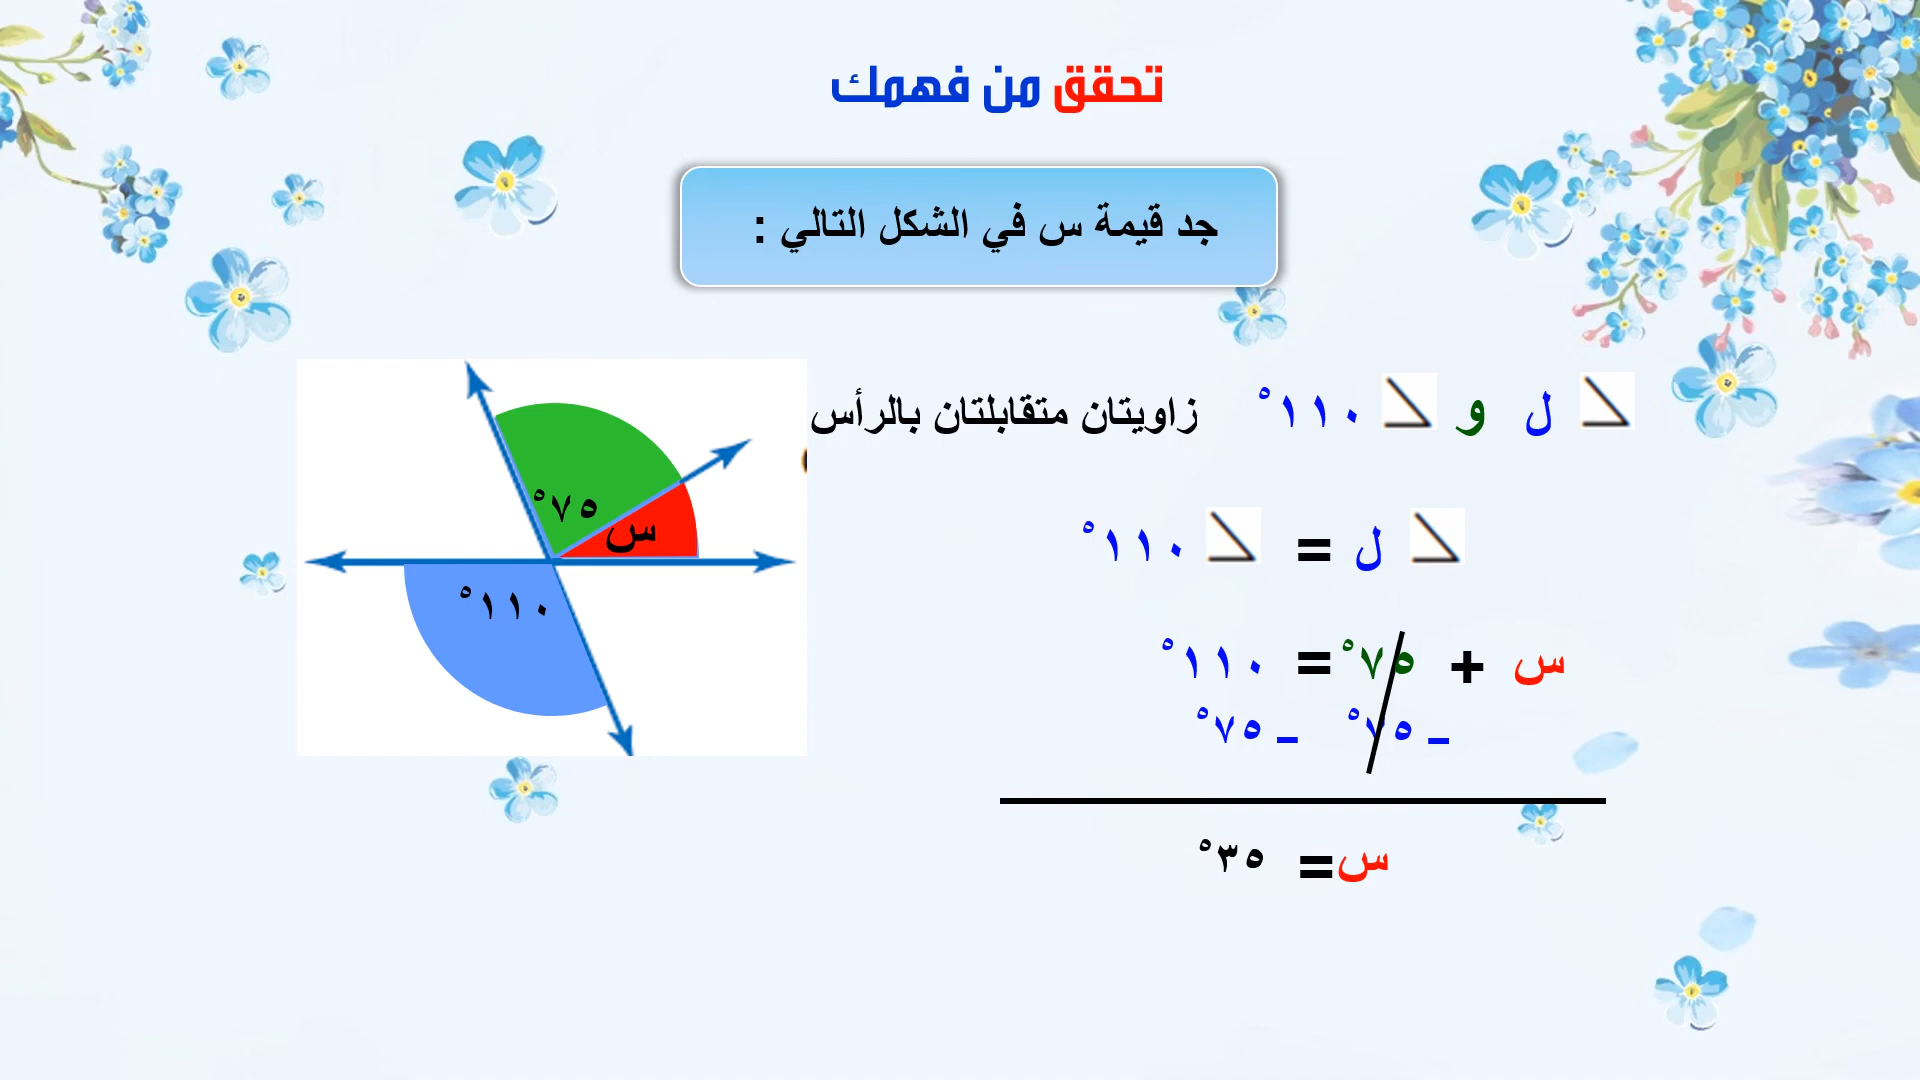 تحقق من فهمك
جد قيمة س في الشكل التالي :
ل و ١١٠° زاويتان متقابلتان بالرأس
ل = ١١٠°
س + ٧٥° = ١١٠°
– ٧٥° – ٧٥°
س = ٣٥°
٧٥°
س
١١٠°